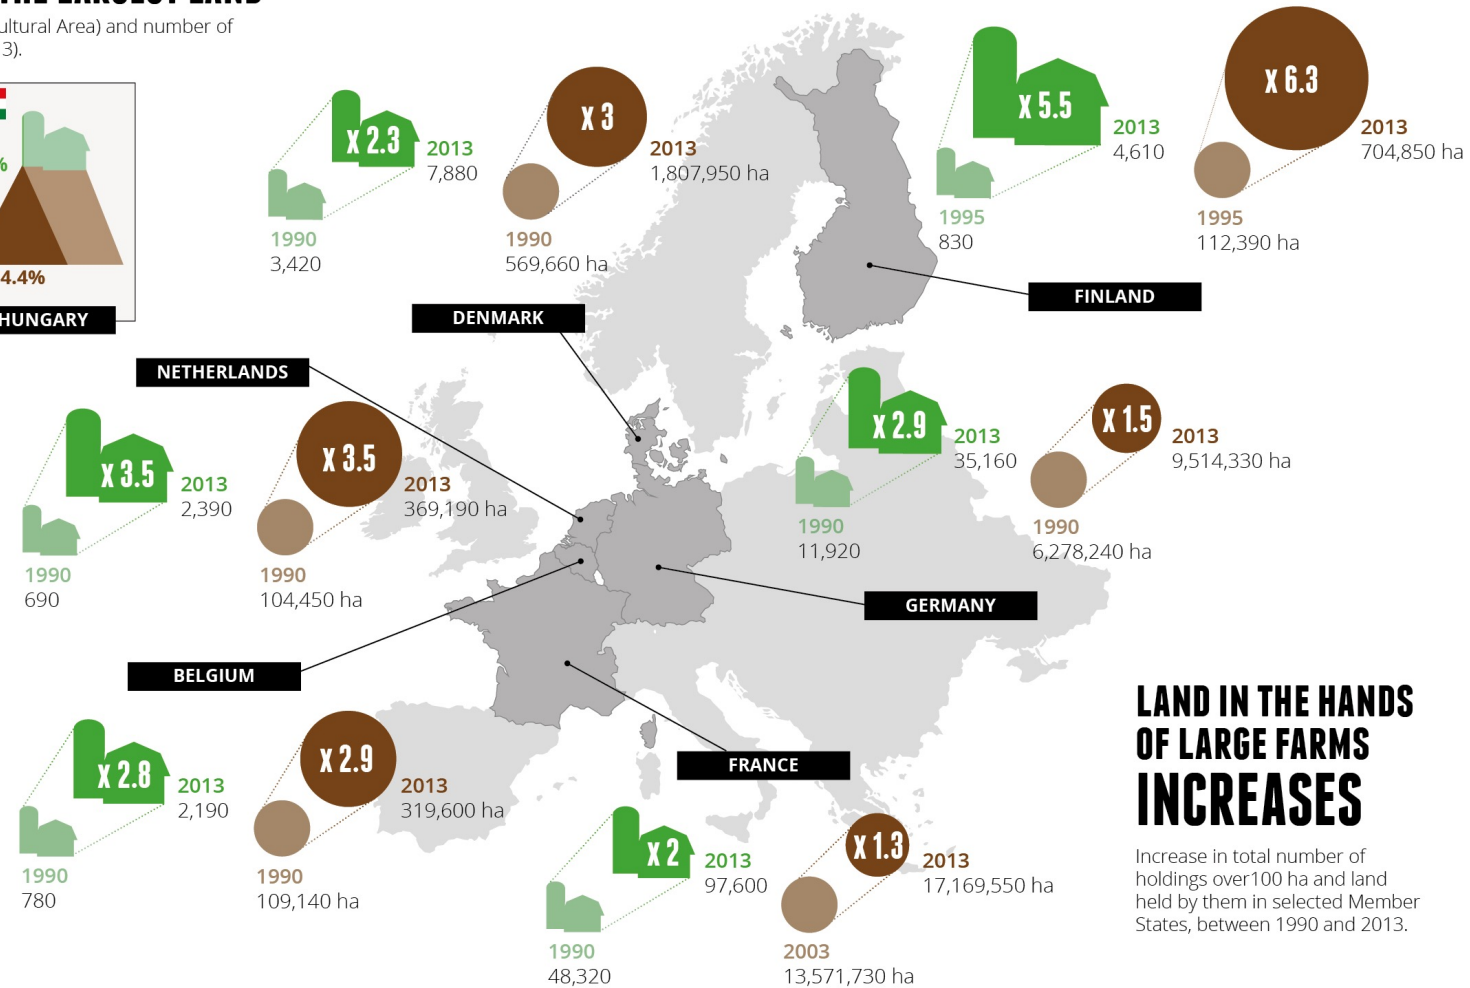 THE LARGEST LAND
ultural Area) and number of
3).
%
4.4%
HUNGARY
x 2.3
2013
7,880
1990
3,420
x 3
2013
1,807,950 ha
1990
569,660 ha
DENMARK
x 5.5
2013
4,610
1995
830
x 6.3
2013
704,850 ha
1995
112,390 ha
FINLAND
NETHERLANDS
x 3.5
2013
2,390
1990
690
x 3.5
2013
369,190 ha
1990
104,450 ha
x 2.9
2013
35,160
1990
11,920
x 1.5
2013
9,514,330 ha
1990
6,278,240 ha
GERMANY
BELGIUM
x 2.8
2013
2,190
1990
780
x 2.9
2013
319,600 ha
1990
109,140 ha
FRANCE
x 2
2013
97,600
1990
48,320
x 1.3
2013
17,169,550 ha
2003
13,571,730 ha
LAND IN THE HANDS
OF LARGE FARMS
INCREASES
Increase in total number of
holdings over100 ha and land
held by them in selected Member
States, between 1990 and 2013.